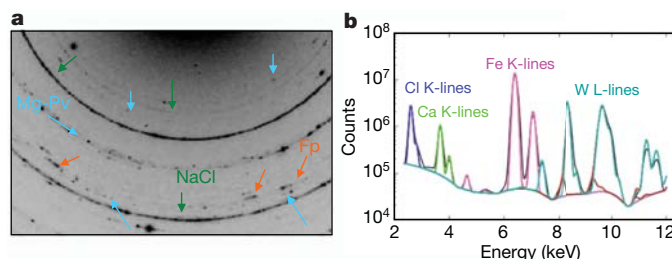 a
Mg-Pv
NaCl
Fp
b
Counts
10⁸
10⁷
10⁶
10⁵
10⁴
Fe K-lines
Cl K-lines
W L-lines
Ca K-lines
2 4 6 8 10 12
Energy (keV)